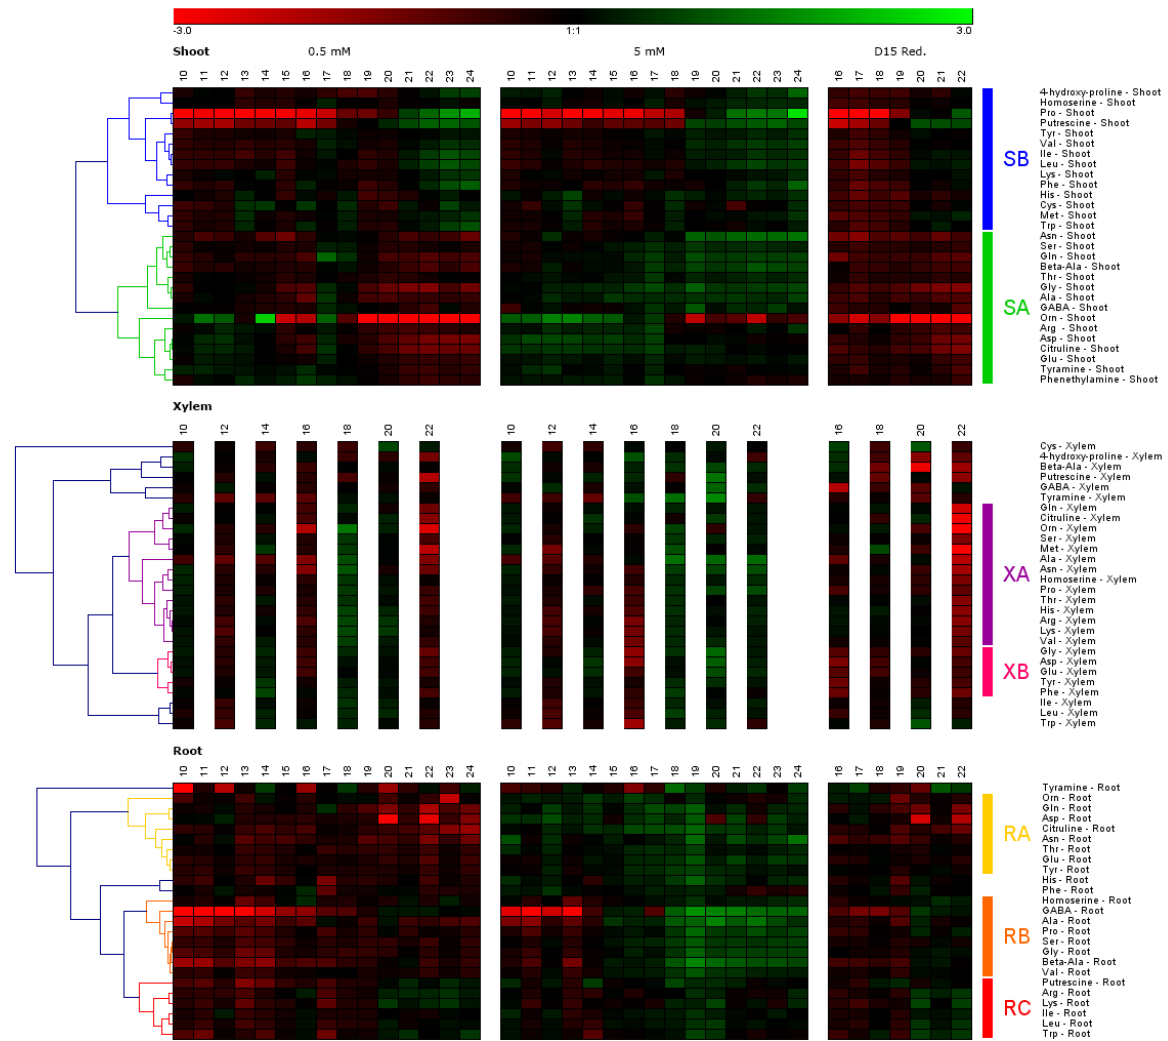 -3.0 1:1 3.0
Shoot 0.5 mM 5 mM D15 Red.
10 11 12 13 14 15 16 17 18 19 20 21 22 23 24 10 11 12 13 14 15 16 17 18 19 20 21 22 23 24 16 17 18 19 20 21 22
4-hydroxy-proline - Shoot
Homoserine - Shoot
Pro - Shoot
Putrescine - Shoot
Tyr - Shoot
Val - Shoot
Ile - Shoot
SB
Leu - Shoot
Lys - Shoot
Phe - Shoot
His - Shoot
Cys - Shoot
Met - Shoot
Trp - Shoot
Asn - Shoot
Ser - Shoot
Gln - Shoot
Beta-Ala - Shoot
Thr - Shoot
Gly - Shoot
Ala - Shoot
SA
GABA - Shoot
Orn - Shoot
Arg - Shoot
Asp - Shoot
Citruline - Shoot
Glu - Shoot
Tyramine - Shoot
Phenethylamine - Shoot
Xylem
10 12 14 16 18 20 22 10 12 14 16 18 20 22 16 18 20 22
Cys - Xylem
4-hydroxy-proline - Xylem
Beta-Ala - Xylem
Putrescine - Xylem
GABA - Xylem
Tyramine - Xylem
Gln - Xylem
Citruline - Xylem
Orn - Xylem
Ser - Xylem
Met - Xylem
Ala - Xylem
Asn - Xylem
XA
Homoserine - Xylem
Pro - Xylem
Thr - Xylem
His - Xylem
Arg - Xylem
Lys - Xylem
Val - Xylem
Gly - Xylem
Asp - Xylem
XB
Glu - Xylem
Tyr - Xylem
Phe - Xylem
Ile - Xylem
Leu - Xylem
Trp - Xylem
Root
10 11 12 13 14 15 16 17 18 19 20 21 22 23 24 10 11 12 13 14 15 16 17 18 19 20 21 22 23 24 16 17 18 19 20 21 22
Tyramine - Root
Orn - Root
Gln - Root
Asp - Root
Citruline - Root
RA
Asn - Root
Thr - Root
Glu - Root
Tyr - Root
His - Root
Phe - Root
Homoserine - Root
GABA - Root
Ala - Root
Pro - Root
RB
Ser - Root
Gly - Root
Beta-Ala - Root
Val - Root
Putrescine - Root
Arg - Root
Lys - Root
RC
Ile - Root
Leu - Root
Trp - Root